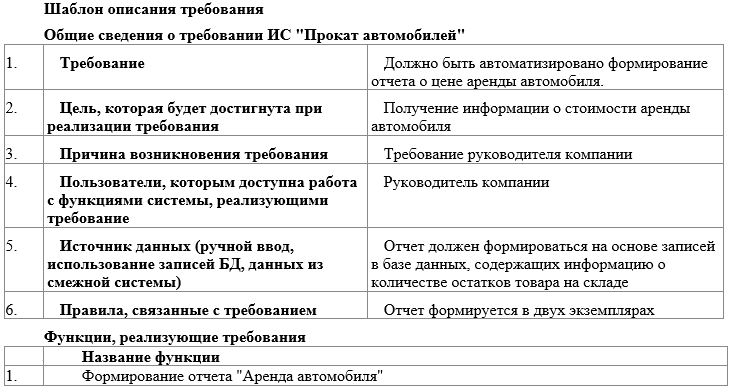 Шаблон описания требования
Общие сведения о требовании ИС "Прокат автомобилей"
1. Требование Должно быть автоматизировано формирование
отчета о цене аренды автомобиля.
2. Цель, которая будет достигнута при
реализации требования
Получение информации о стоимости аренды
автомобиля
3. Причина возникновения требования Требование руководителя компании
4. Пользователи, которым доступна работа
с функциями системы, реализующими
требование
Руководитель компании
5. Источник данных (ручной ввод,
использование записей БД, данных из
смежной системы)
Отчет должен формироваться на основе записей
в базе данных, содержащих информацию о
количестве остатков товара на складе
6. Правила, связанные с требованием Отчет формируется в двух экземплярах
Функции, реализующие требования
Название функции
1. Формирование отчета "Аренда автомобиля"